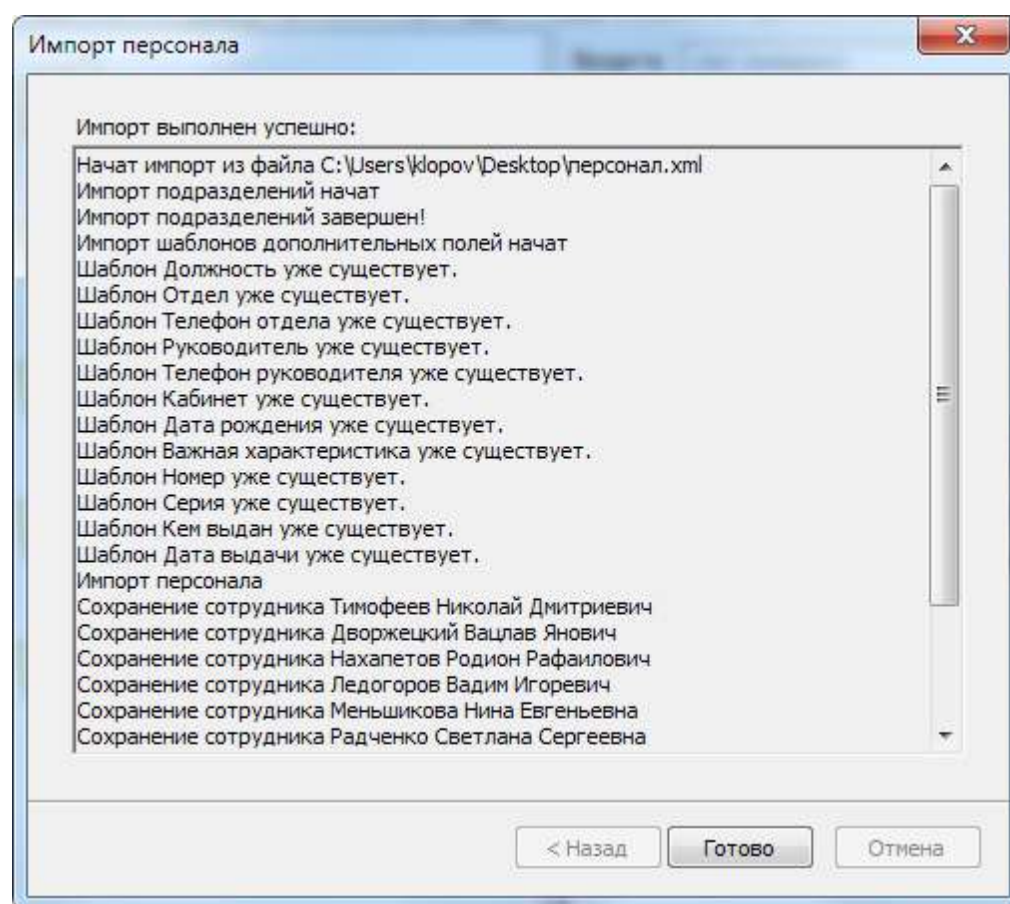 Импорт персонала
Импорт выполнен успешно:
Начат импорт из файла C:\Users\klopov\Desktop\персонал.xml
Импорт подразделений начат
Импорт подразделений завершен!
Импорт шаблонов дополнительных полей начат
Шаблон Должность уже существует.
Шаблон Отдел уже существует.
Шаблон Телефон отдела уже существует.
Шаблон Руководитель уже существует.
Шаблон Телефон руководителя уже существует.
Шаблон Кабинет уже существует.
Шаблон Дата рождения уже существует.
Шаблон Важная характеристика уже существует.
Шаблон Номер уже существует.
Шаблон Серия уже существует.
Шаблон Кем выдан уже существует.
Шаблон Дата выдачи уже существует.
Импорт персонала
Сохранение сотрудника Тимофеев Николай Дмитриевич
Сохранение сотрудника Дворжецкий Вацлав Янович
Сохранение сотрудника Нахапетов Родион Рафаилович
Сохранение сотрудника Ледогоров Вадим Игоревич
Сохранение сотрудника Меньшикова Нина Евгеньевна
Сохранение сотрудника Радченко Светлана Сергеевна
< Назад Готово Отмена